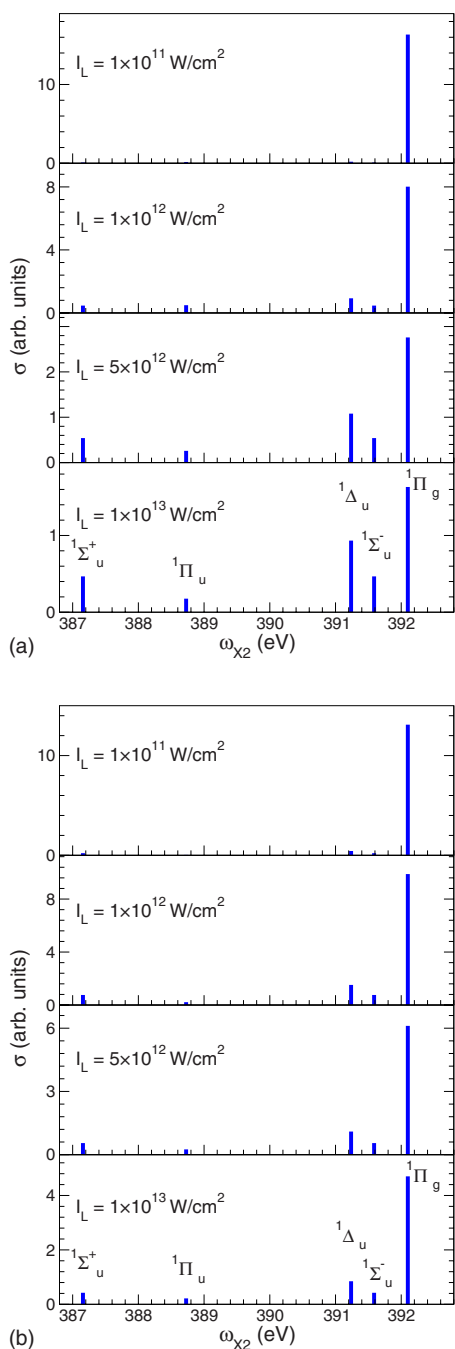 I_L = 1×10^11 W/cm^2
10
0
I_L = 1×10^12 W/cm^2
8
4
0
I_L = 5×10^12 W/cm^2
2
1
0
I_L = 1×10^13 W/cm^2
1
0
^1Σ^+_u
^1Π_u
^1Δ_u
^1Σ^-_u
^1Π_g
σ (arb. units)
387 388 389 390 391 392
ω_X2 (eV)
(a)
I_L = 1×10^11 W/cm^2
10
0
I_L = 1×10^12 W/cm^2
8
4
0
I_L = 5×10^12 W/cm^2
6
3
0
I_L = 1×10^13 W/cm^2
4
2
0
^1Σ^+_u
^1Π_u
^1Δ_u
^1Σ^-_u
^1Π_g
σ (arb. units)
387 388 389 390 391 392
ω_X2 (eV)
(b)